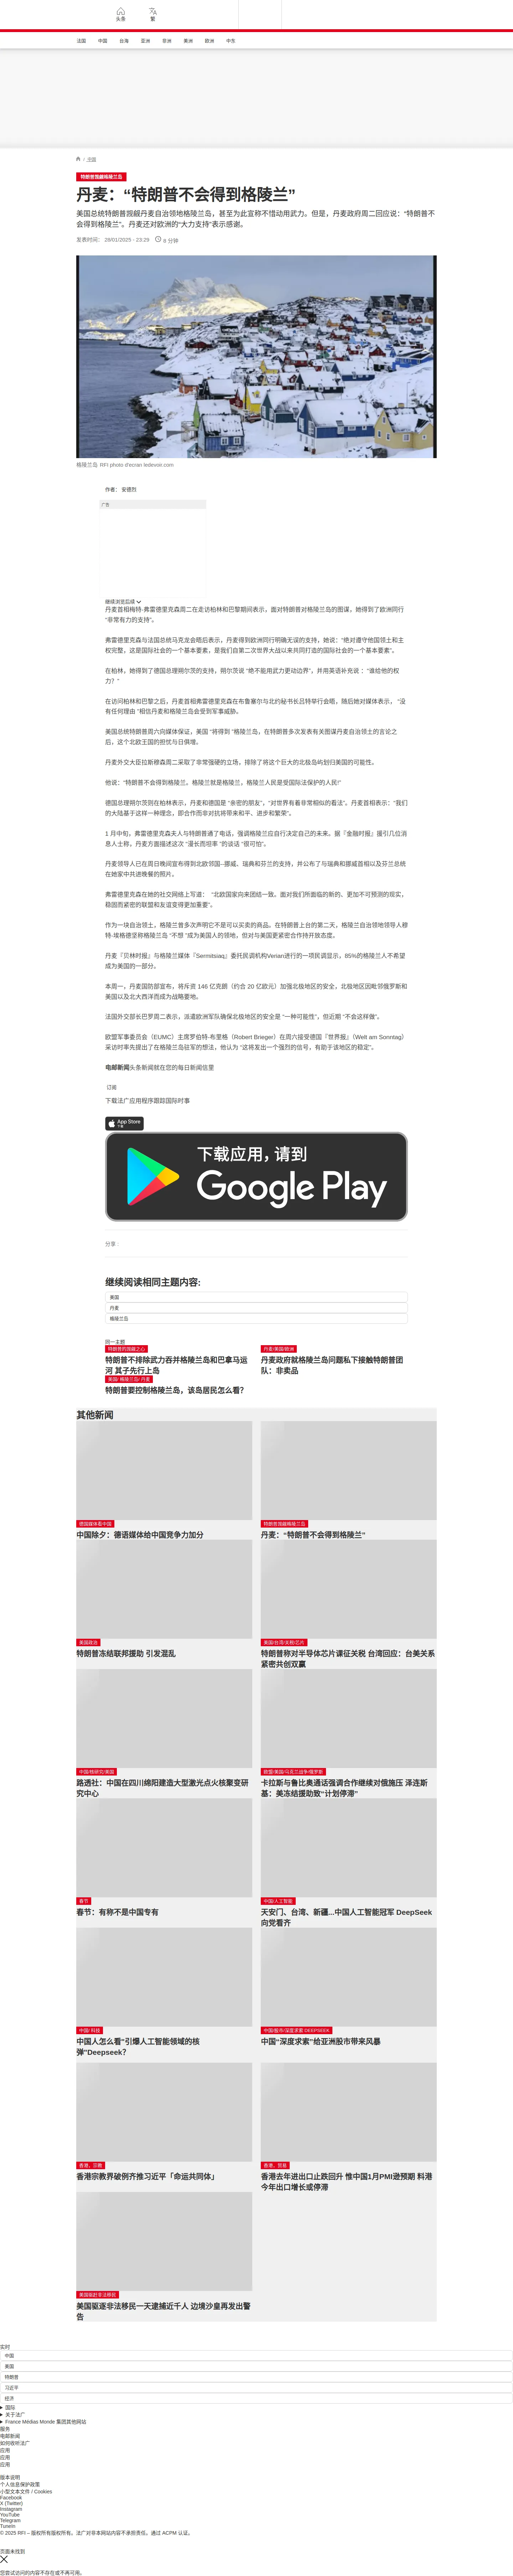 头条
繁
法国
中国
台海
亚洲
非洲
美洲
欧洲
中东
/ 中国
特朗普觊觎格陵兰岛
丹麦：“特朗普不会得到格陵兰”
美国总统特朗普觊觎丹麦自治领地格陵兰岛，甚至为此宣称不惜动用武力。但是，丹麦政府周二回应说：“特朗普不
会得到格陵兰”。丹麦还对欧洲的“大力支持”表示感谢。
发表时间： 28/01/2025 - 23:29 8 分钟
格陵兰岛 RFI photo d'ecran ledevoir.com
作者： 安德烈
广告
继续浏览后续
丹麦首相梅特-弗雷德里克森周二在走访柏林和巴黎期间表示，面对特朗普对格陵兰岛的图谋，她得到了欧洲同行
“非常有力的支持”。
弗雷德里克森与法国总统马克龙会晤后表示，丹麦得到欧洲同行明确无误的支持，她说：“绝对遵守他国领土和主
权完整，这是国际社会的一个基本要素，是我们自第二次世界大战以来共同打造的国际社会的一个基本要素”。
在柏林，她得到了德国总理朔尔茨的支持，朔尔茨说 “绝不能用武力更动边界”，并用英语补充说 ：“谁给他的权
力？”
在访问柏林和巴黎之后，丹麦首相弗雷德里克森在布鲁塞尔与北约秘书长吕特举行会晤，随后她对媒体表示， “没
有任何理由 ”相信丹麦和格陵兰岛会受到军事威胁。
美国总统特朗普周六向媒体保证，美国 “将得到 ”格陵兰岛，在特朗普多次发表有关图谋丹麦自治领土的言论之
后，这个北欧王国的担忧与日俱增。
丹麦外交大臣拉斯穆森周二采取了非常强硬的立场，排除了将这个巨大的北极岛屿划归美国的可能性。
他说：“特朗普不会得到格陵兰。格陵兰就是格陵兰，格陵兰人民是受国际法保护的人民!”
德国总理朔尔茨则在柏林表示，丹麦和德国是 “亲密的朋友”，“对世界有着非常相似的看法”。丹麦首相表示：“我们
的大陆基于这样一种理念，即合作而非对抗将带来和平、进步和繁荣”。
1 月中旬，弗雷德里克森夫人与特朗普通了电话，强调格陵兰应自行决定自己的未来。据『金融时报』援引几位消
息人士称，丹麦方面描述这次 “漫长而坦率 ”的谈话 “很可怕”。
丹麦领导人已在周日晚间宣布得到北欧邻国--挪威、瑞典和芬兰的支持，并公布了与瑞典和挪威首相以及芬兰总统
在她家中共进晚餐的照片。
弗雷德里克森在她的社交网络上写道： “北欧国家向来团结一致。面对我们所面临的新的、更加不可预测的现实，
稳固而紧密的联盟和友谊变得更加重要”。
作为一块自治领土，格陵兰曾多次声明它不是可以买卖的商品。在特朗普上台的第二天，格陵兰自治领地领导人穆
特·埃格德坚称格陵兰岛 “不想 ”成为美国人的领地，但对与美国更紧密合作持开放态度。
丹麦『贝林时报』与格陵兰媒体『Sermitsiaq』委托民调机构Verian进行的一项民调显示，85%的格陵兰人不希望
成为美国的一部分。
本周一，丹麦国防部宣布，将斥资 146 亿克朗（约合 20 亿欧元）加强北极地区的安全。北极地区因毗邻俄罗斯和
美国以及北大西洋而成为战略要地。
法国外交部长巴罗周二表示，派遣欧洲军队确保北极地区的安全是 “一种可能性”，但近期 “不会这样做”。
欧盟军事委员会（EUMC）主席罗伯特-布里格（Robert Brieger）在周六接受德国『世界报』（Welt am Sonntag）
采访时率先提出了在格陵兰岛驻军的想法，他认为 “这将发出一个强烈的信号，有助于该地区的稳定”。
电邮新闻头条新闻就在您的每日新闻信里
订阅
下载法广应用程序跟踪国际时事
App Store
下载
下载应用，请到
Google Play
分享 :
继续阅读相同主题内容:
美国
丹麦
格陵兰岛
同一主题
特朗普的觊觎之心
特朗普不排除武力吞并格陵兰岛和巴拿马运
河 其子先行上岛
丹麦/美国/欧洲
丹麦政府就格陵兰岛问题私下接触特朗普团
队：非卖品
美国/ 格陵兰岛/ 丹麦
特朗普要控制格陵兰岛，该岛居民怎么看？
其他新闻
德国媒体看中国
中国除夕：德语媒体给中国竞争力加分
特朗普觊觎格陵兰岛
丹麦：“特朗普不会得到格陵兰”
美国政治
特朗普冻结联邦援助 引发混乱
美国/台湾/关税/芯片
特朗普称对半导体芯片课征关税 台湾回应：台美关系
紧密共创双赢
中国/核研究/美国
路透社：中国在四川绵阳建造大型激光点火核聚变研
究中心
欧盟/美国/乌克兰战争/俄罗斯
卡拉斯与鲁比奥通话强调合作继续对俄施压 泽连斯
基：美冻结援助致“计划停滞”
春节
春节：有称不是中国专有
中国/人工智能
天安门、台湾、新疆...中国人工智能冠军 DeepSeek
向党看齐
中国/ 科技
中国人怎么看"引爆人工智能领域的核
弹"Deepseek？
中国/股市/深度求索 DEEPSEEK
中国“深度求索”给亚洲股市带来风暴
香港、宗教
香港宗教界破例齐推习近平「命运共同体」
香港、贸易
香港去年进出口止跌回升 惟中国1月PMI逊预期 料港
今年出口增长或停滞
美国驱赶非法移民
美国驱逐非法移民一天逮捕近千人 边境沙皇再发出警
告
实时
中国
美国
特朗普
习近平
经济
国际
关于法广
France Médias Monde 集团其他网站
服务
电邮新闻
如何收听法广
应用
应用
应用
版本说明
个人信息保护政策
小型文本文件 / Cookies
Facebook
X (Twitter)
Instagram
YouTube
Telegram
TuneIn
© 2025 RFI – 版权所有版权所有。法广对非本网站内容不承担责任。通过 ACPM 认证。
页面未找到
您尝试访问的内容不存在或不再可用。